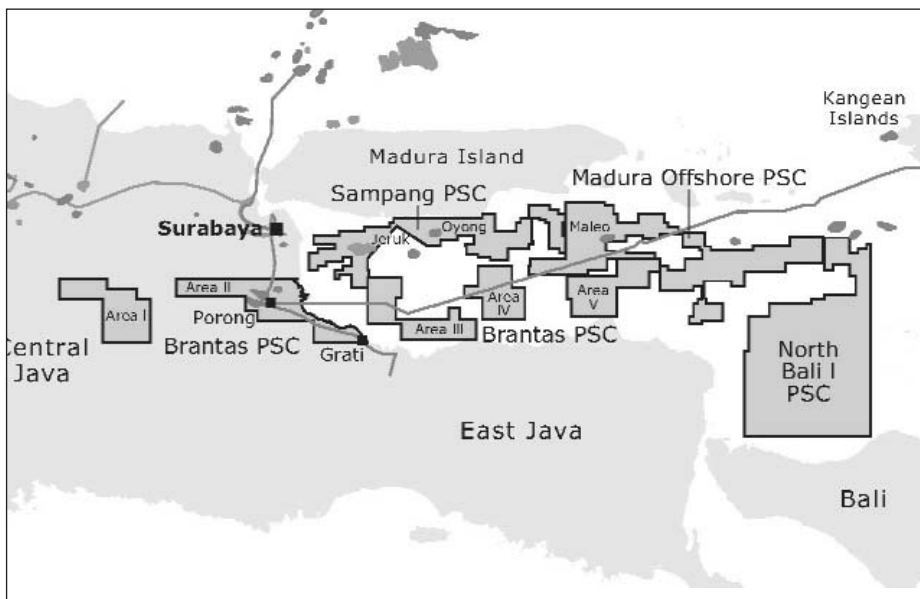 Kangean
Islands
Madura Island
Madura Offshore PSC
Sampang PSC
Surabaya
Jeruk
Oyong
Maleo
Area II
Area I
Area IV
Area V
Porong
Area III
Central
Java
Brantas PSC
Grati
Brantas PSC
North
Bali I
PSC
East Java
Bali